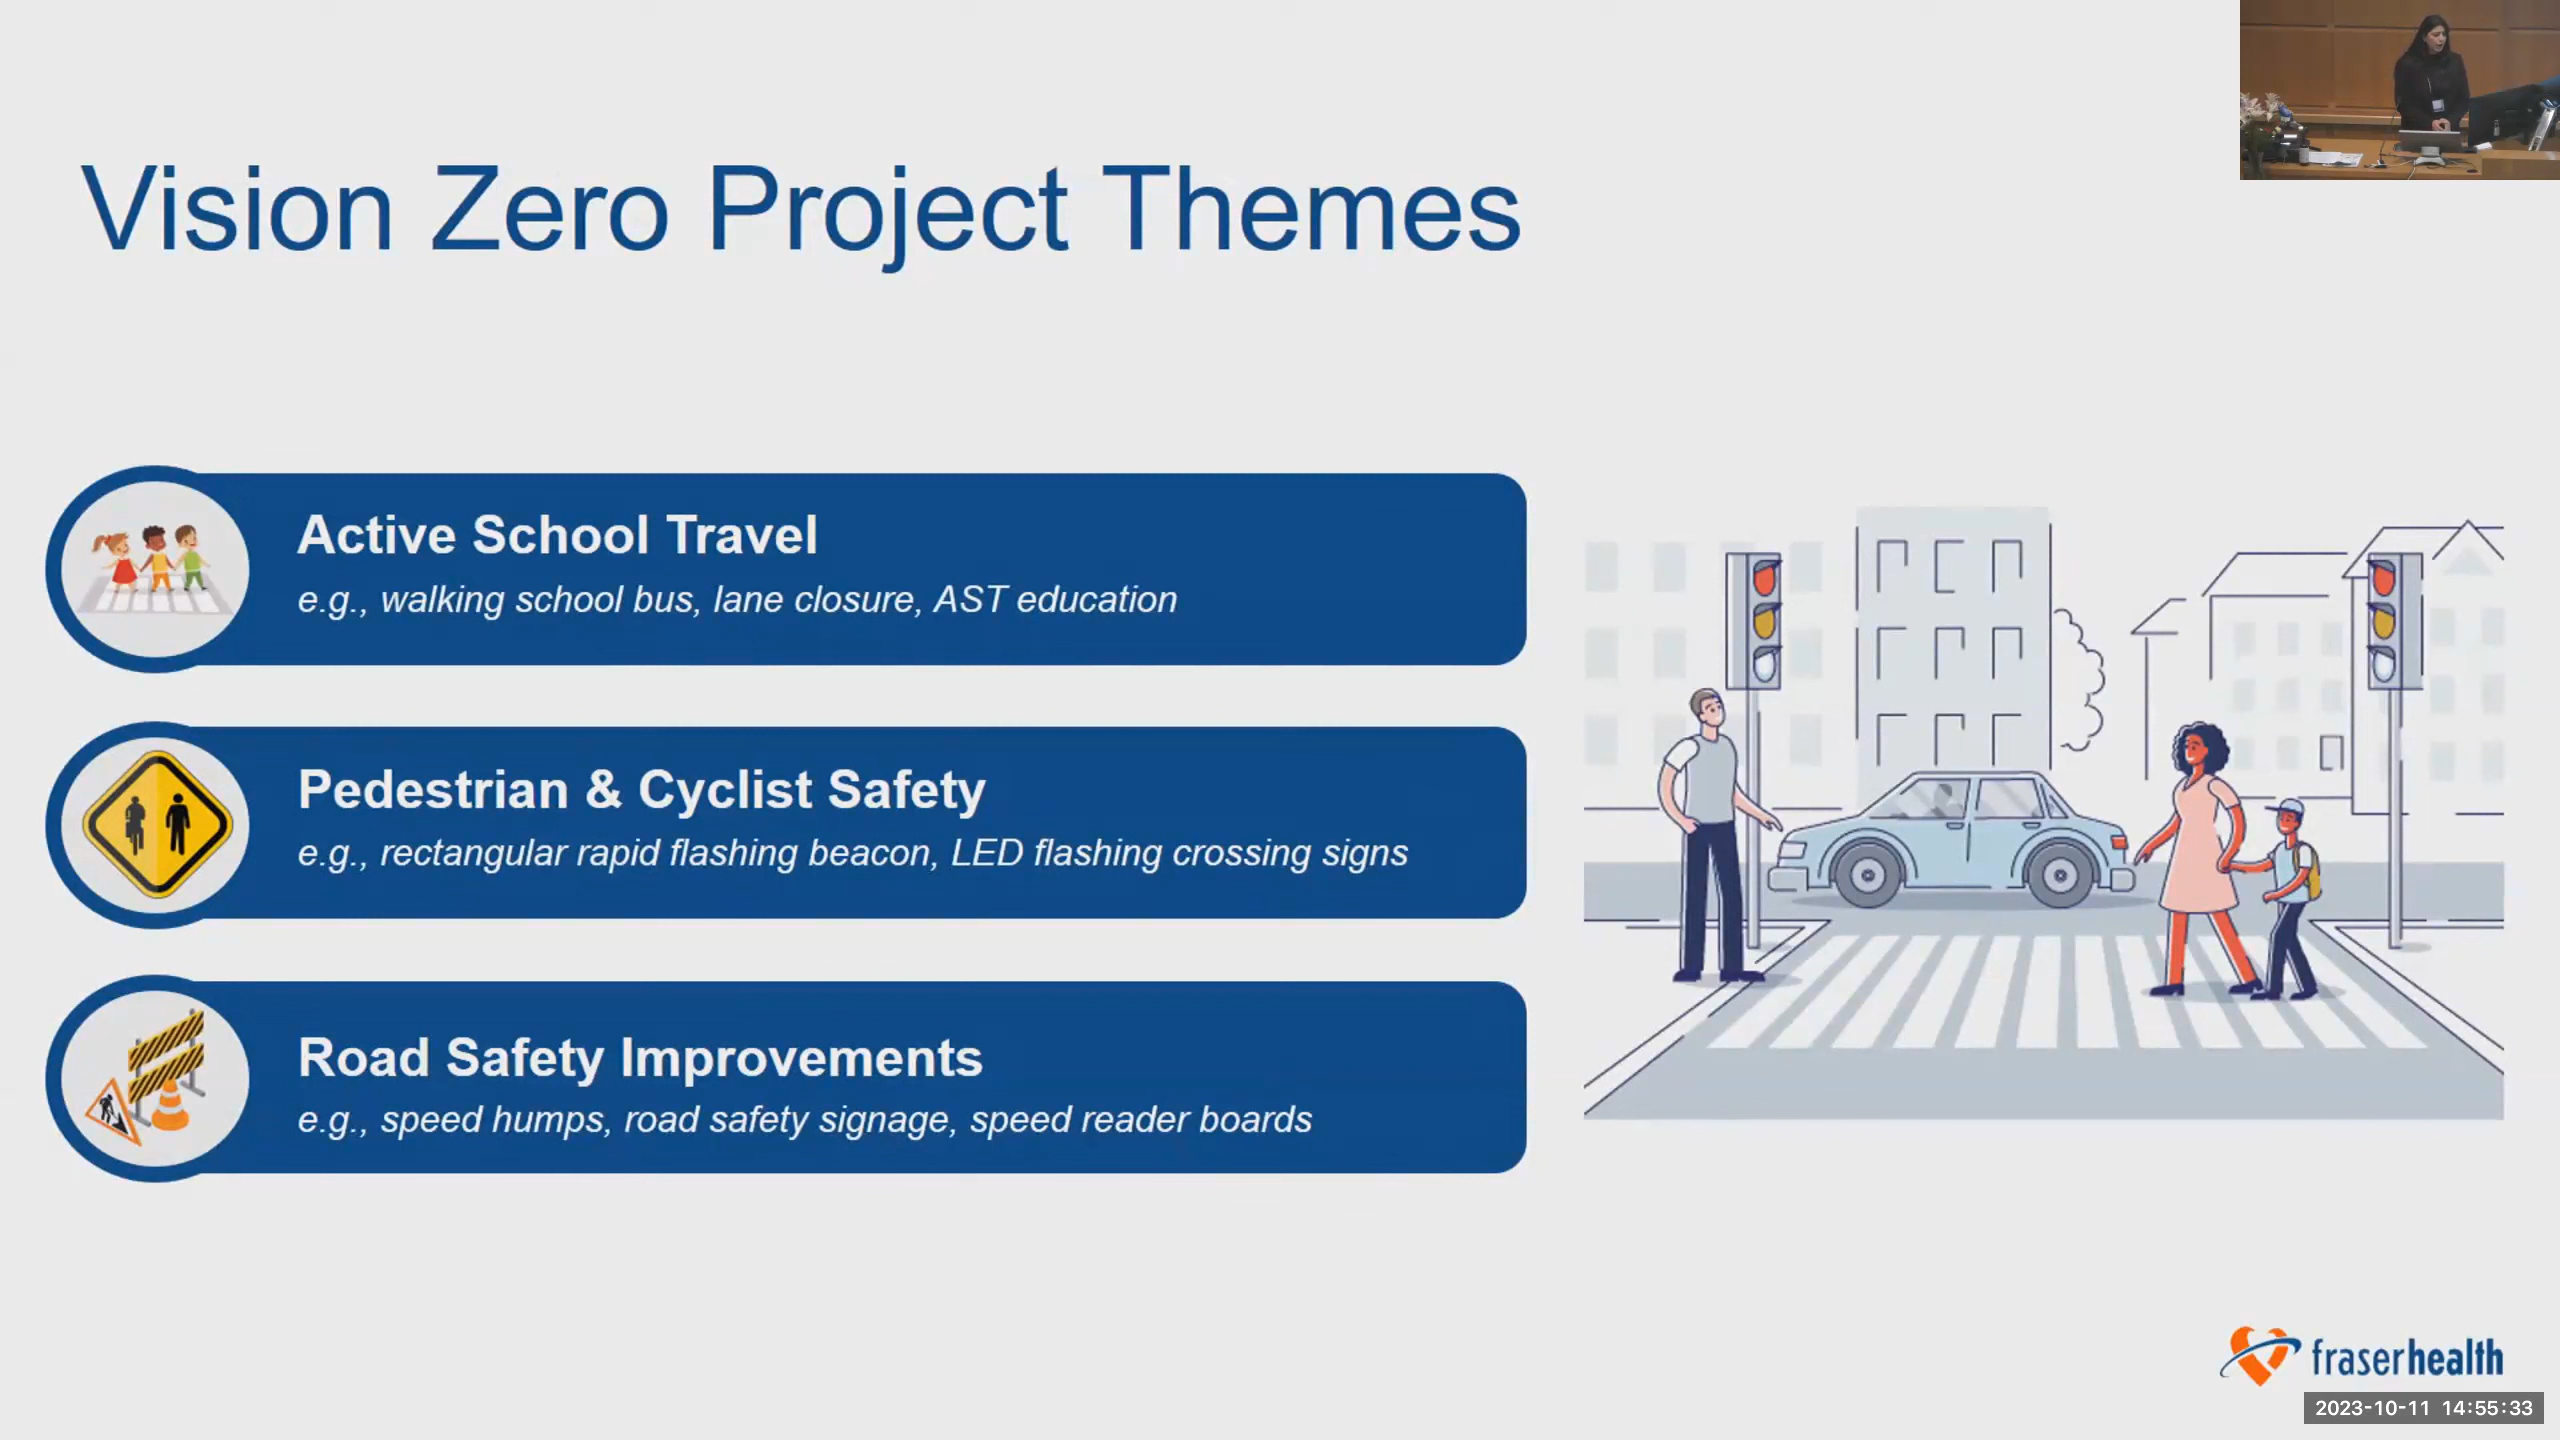 Vision Zero Project Themes
Active School Travel
e.g., walking school bus, lane closure, AST education
Pedestrian & Cyclist Safety
e.g., rectangular rapid flashing beacon, LED flashing crossing signs
Road Safety Improvements
e.g., speed humps, road safety signage, speed reader boards
fraserhealth
2023-10-11 14:55:33